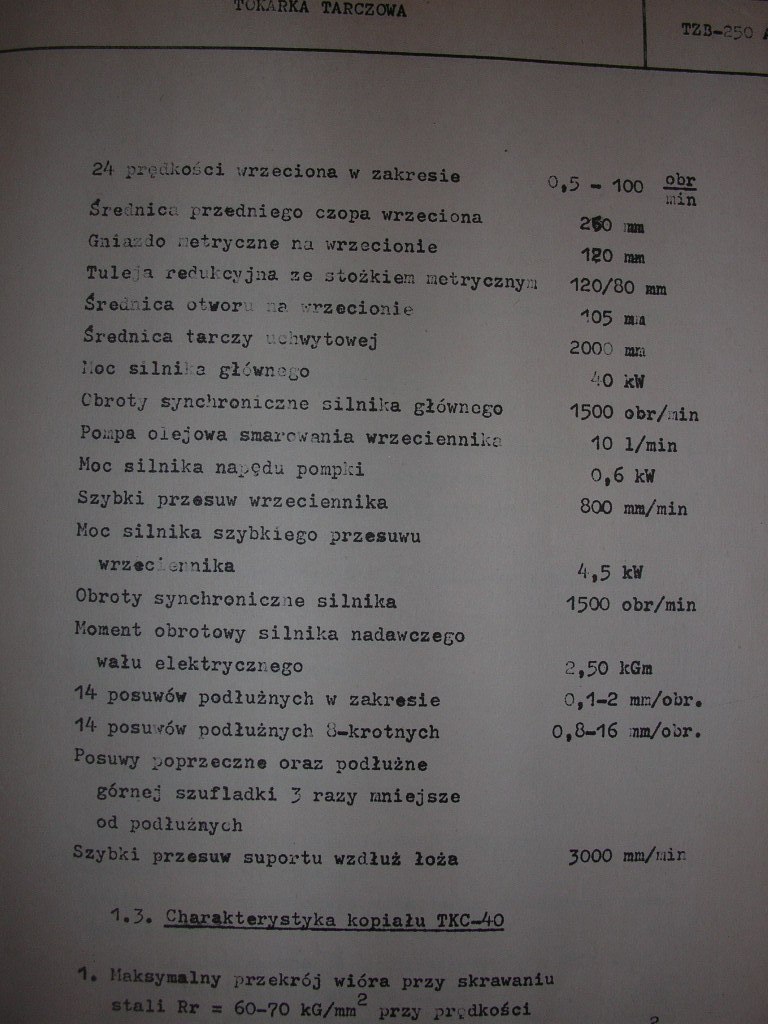 TOKARKA TARCZOWA
TZB-250 A
24 prędkości wrzeciona w zakresie 0,5 - 100 obr/min
Średnica przedniego czopa wrzeciona mm
Gniazdo metryczne na wrzecionie 120 mm
Tuleja redukcyjna ze stożkiem metrycznym 120/80 mm
Średnica otworu na wrzecionie 105 mm
Średnica tarczy uchwytowej 2000 mm
Moc silnika głównego 40 kW
Obroty synchroniczne silnika głównego 1500 obr/min
Pompa olejowa smarowania wrzeciennika 10 l/min
Moc silnika napędu pompki 0,6 kW
Szybki przesuw wrzeciennika 800 mm/min
Moc silnika szybkiego przesuwu
wrzeciennika 4,5 kW
Obroty synchroniczne silnika 1500 obr/min
Moment obrotowy silnika nadawczego
wału elektrycznego 2,50 kGm
14 posuwów podłużnych w zakresie 0,1-2 mm/obr.
14 posuwów podłużnych 8-krotnych 0,8-16 mm/obr.
Posuwy poprzeczne oraz podłużne
górnej szufladki 3 razy mniejsze
od podłużnych
Szybki przesuw suportu wzdłuż łoża 3000 mm/min
1.3. Charakterystyka kopiału TKC-40
1. Maksymalny przekrój wióra przy skrawaniu
stali Rr = 60-70 kG/mm² przy prędkości
2